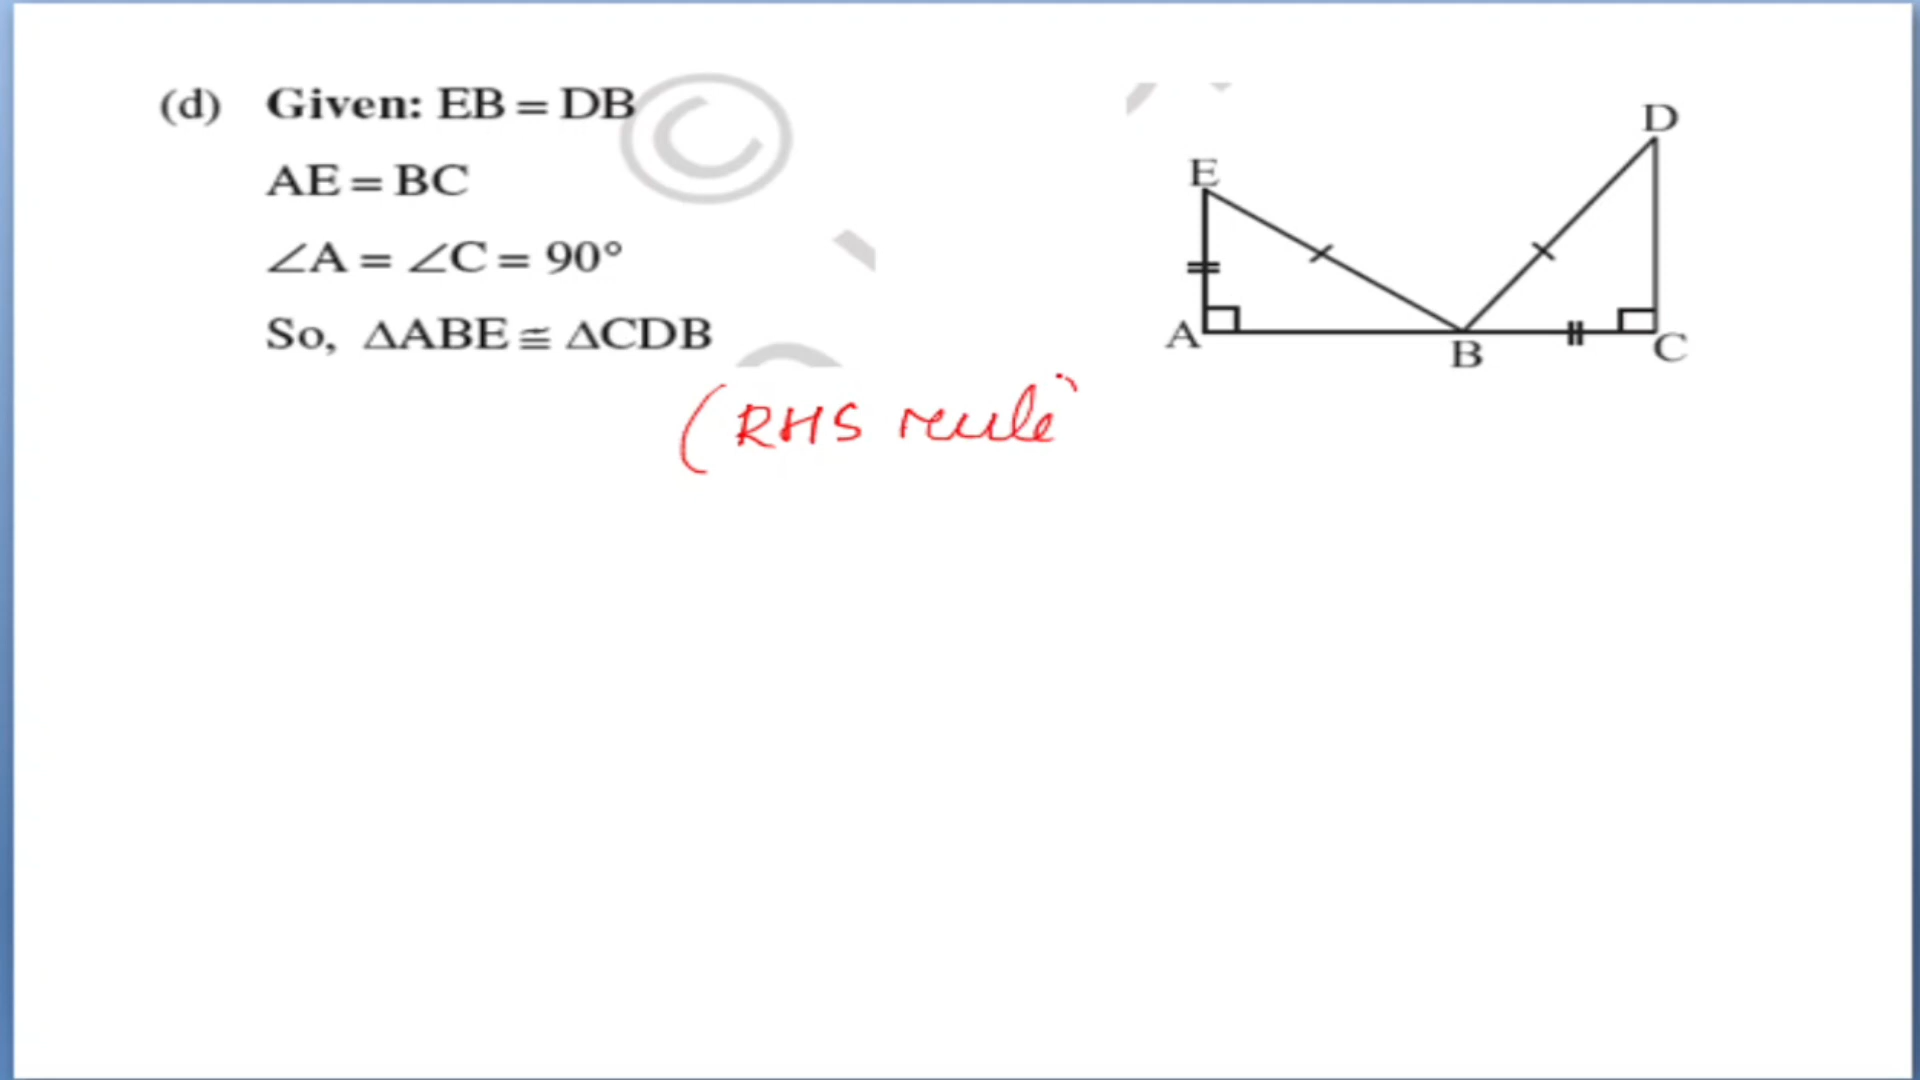 (d) Given: EB = DB
AE = BC
∠A = ∠C = 90°
So, ΔABE ≅ ΔCDB
(RHS rule
D
E
A
B
C